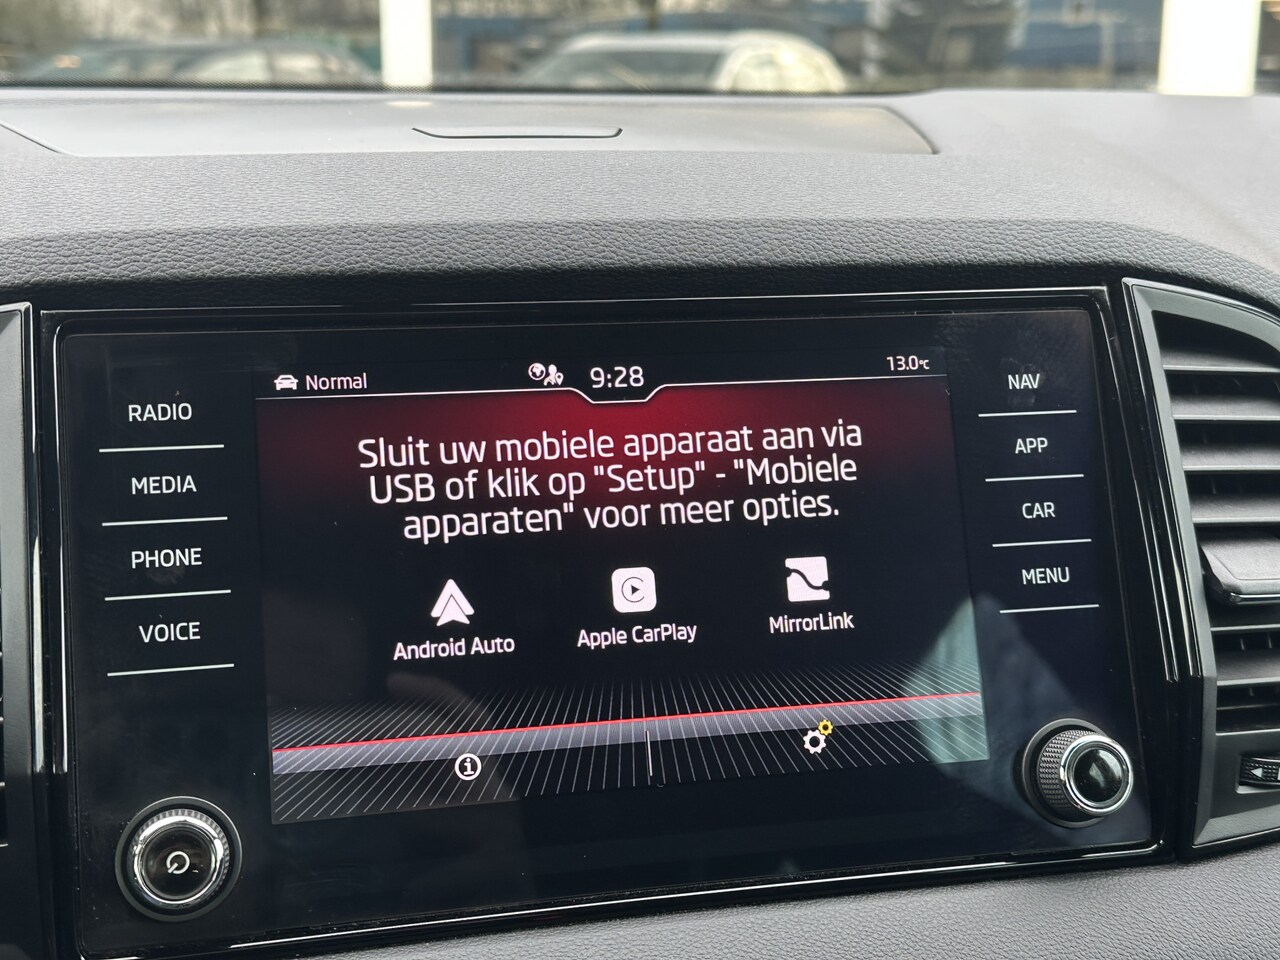 Normal
9:28
13.0°C
RADIO
MEDIA
PHONE
VOICE
Sluit uw mobiele apparaat aan via
USB of klik op "Setup" - "Mobiele
apparaten" voor meer opties.
Android Auto
Apple CarPlay
MirrorLink
NAV
APP
CAR
MENU